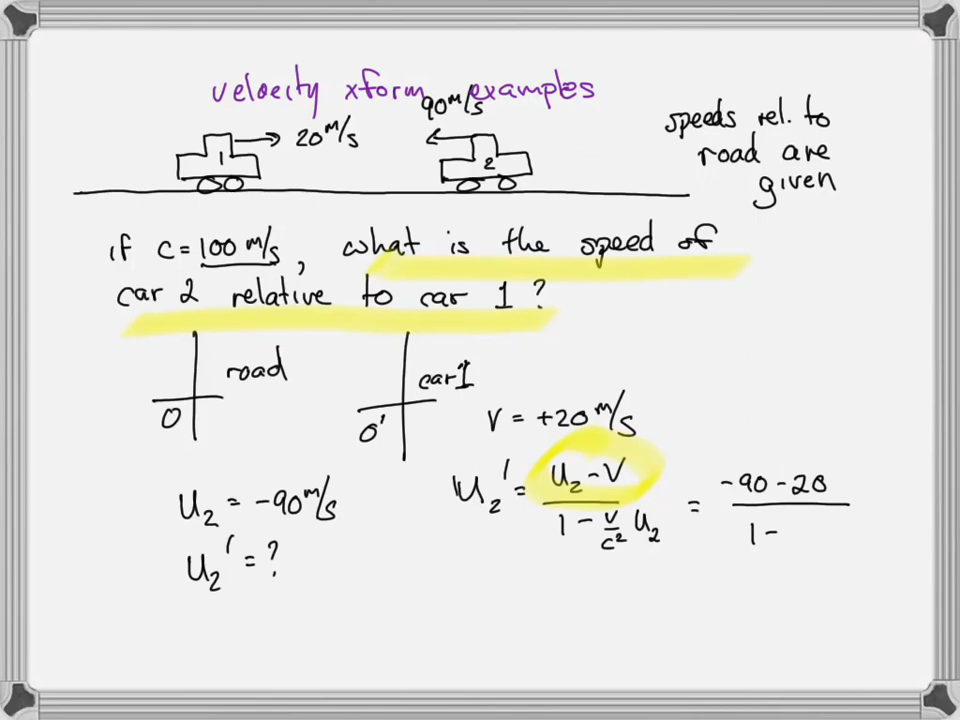 velocity xform examples
90 m/s
20 m/s
1
2
speeds rel. to
road are
given
if c = 100 m/s, what is the speed of
car 2 relative to car 1?
road
car 1
O
O'
V = +20 m/s
U₂ = -90 m/s
U₂' = (U₂ - V) / (1 - (V/c²) U₂) = (-90 - 20) / (1 -
U₂' = ?